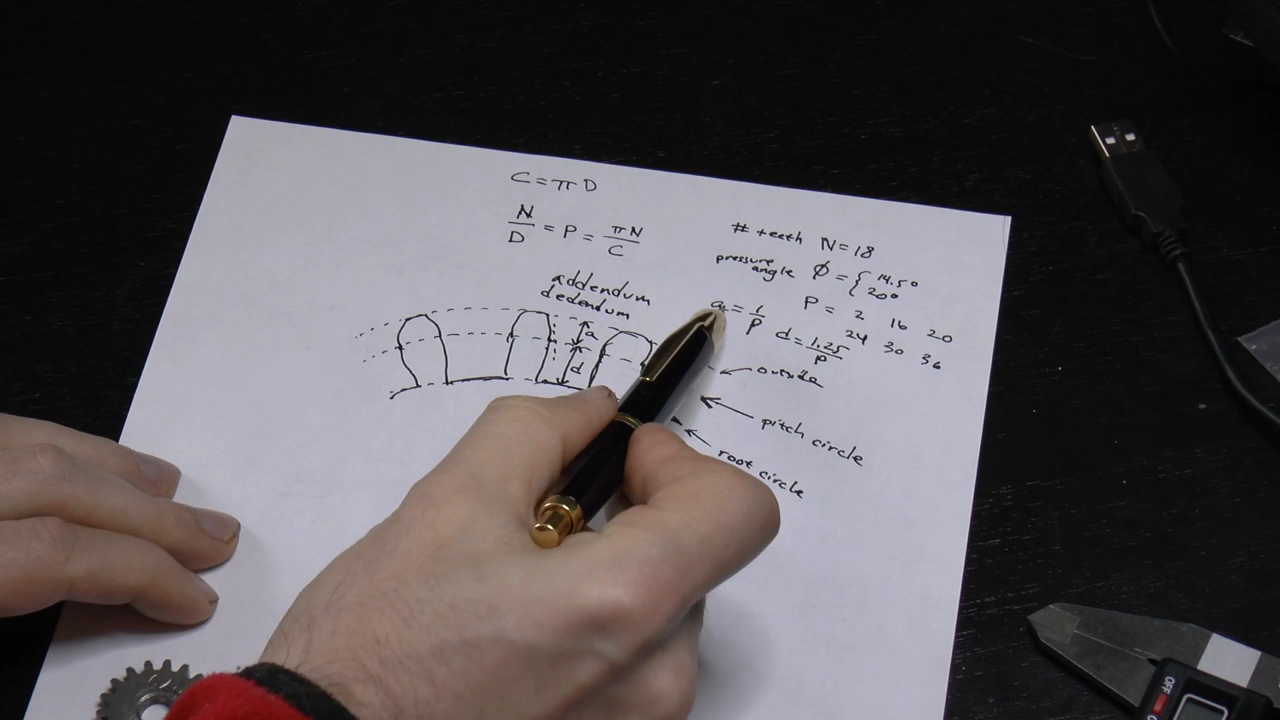 C = π D
N/D = P = πN/C
# teeth N = 18
pressure angle Φ = { 14.5° 20°
P = 2 16 20
24 30 36
addendum
dedendum
a = 1/P
d = 1.25/P
a
d
outside
pitch circle
root circle
OFF